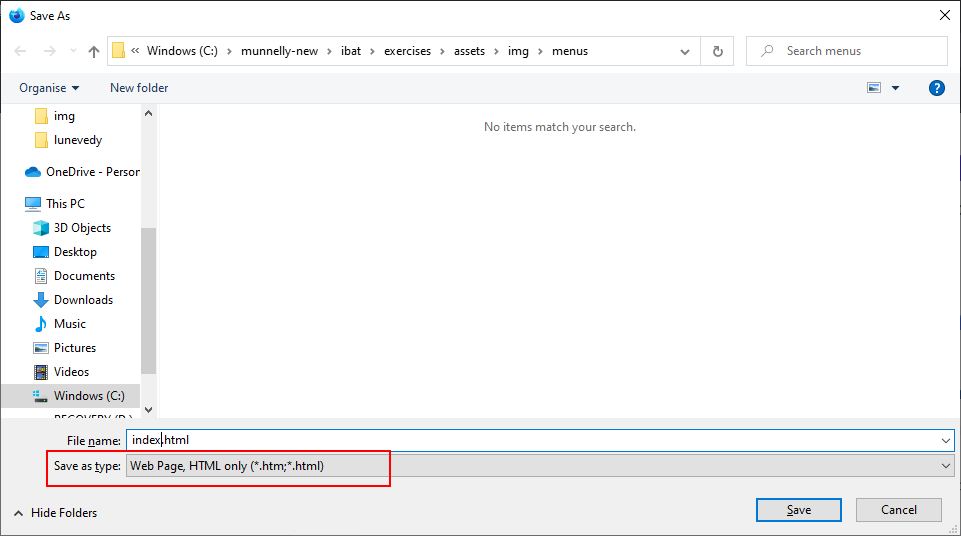 Save As
« Windows (C:) › munnelly-new › ibat › exercises › assets › img › menus
Search menus
Organise
New folder
img
lunevedy
OneDrive - Person
This PC
3D Objects
Desktop
Documents
Downloads
Music
Pictures
Videos
Windows (C:)
RECOVERY (D:)
No items match your search.
File name: index.html
Save as type: Web Page, HTML only (*.htm;*.html)
Hide Folders
Save
Cancel